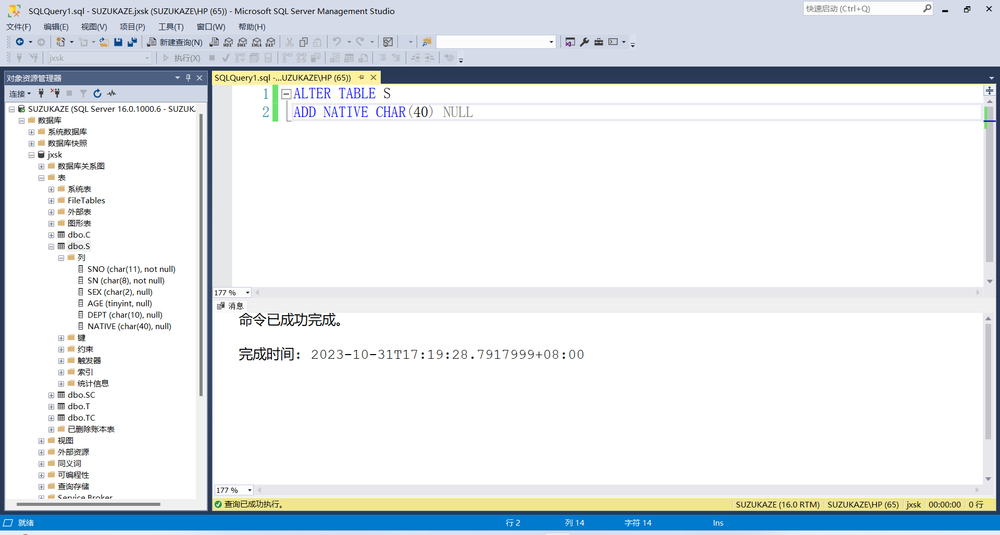 SQLQuery1.sql - SUZUKAZE.jxsk (SUZUKAZE\HP (65)) - Microsoft SQL Server Management Studio
快速启动 (Ctrl+Q)
文件(F) 编辑(E) 视图(V) 项目(P) 工具(T) 窗口(W) 帮助(H)
新建查询(N) MDX DMX XMLA DAX
jxsk 执行(X)
对象资源管理器
连接
SUZUKAZE (SQL Server 16.0.1000.6 - SUZUK
数据库
系统数据库
数据库快照
jxsk
数据库关系图
表
系统表
FileTables
外部表
图形表
dbo.C
dbo.S
列
SNO (char(11), not null)
SN (char(8), not null)
SEX (char(2), null)
AGE (tinyint, null)
DEPT (char(10), null)
NATIVE (char(40), null)
键
约束
触发器
索引
统计信息
dbo.SC
dbo.T
dbo.TC
已删除账本表
视图
外部资源
同义词
可编程性
查询存储
Service Broker
SQLQuery1.sql -...UZUKAZE\HP (65))
1 ALTER TABLE S
2 ADD NATIVE CHAR(40) NULL
177 %
消息
命令已成功完成。
完成时间: 2023-10-31T17:19:28.7917999+08:00
177 %
查询已成功执行。 SUZUKAZE (16.0 RTM) SUZUKAZE\HP (65) jxsk 00:00:00 0 行
就绪 行 2 列 14 字符 14 Ins